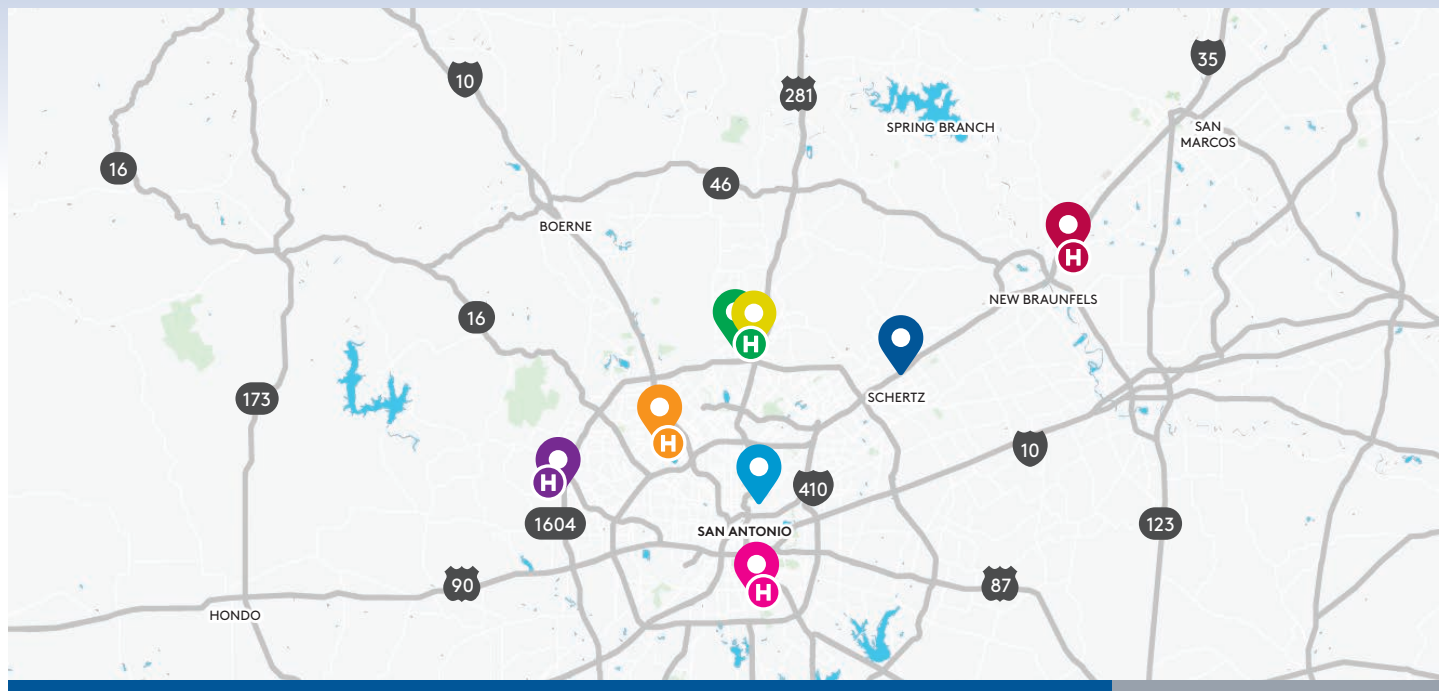 35
10
281
SPRING BRANCH
SAN
MARCOS
16
46
BOERNE
H
NEW BRAUNFELS
16
H
173
SCHERTZ
H
10
H
410
1604
SAN ANTONIO
123
90
H
87
HONDO